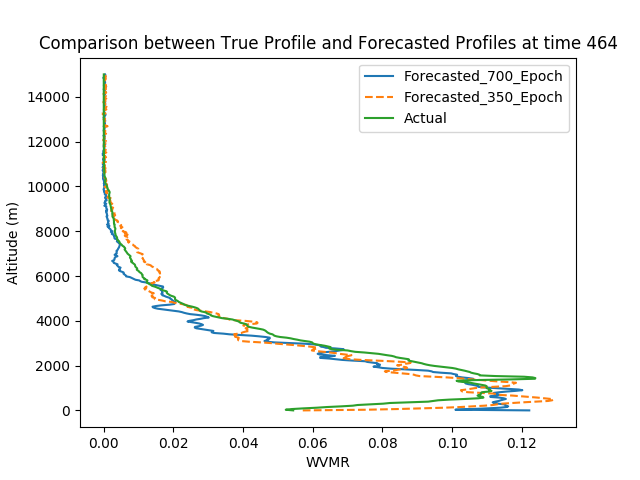 Comparison between True Profile and Forecasted Profiles at time 464
Forecasted_700_Epoch
Forecasted_350_Epoch
Actual
14000
12000
10000
8000
6000
4000
2000
0
Altitude (m)
0.00 0.02 0.04 0.06 0.08 0.10 0.12
WVMR